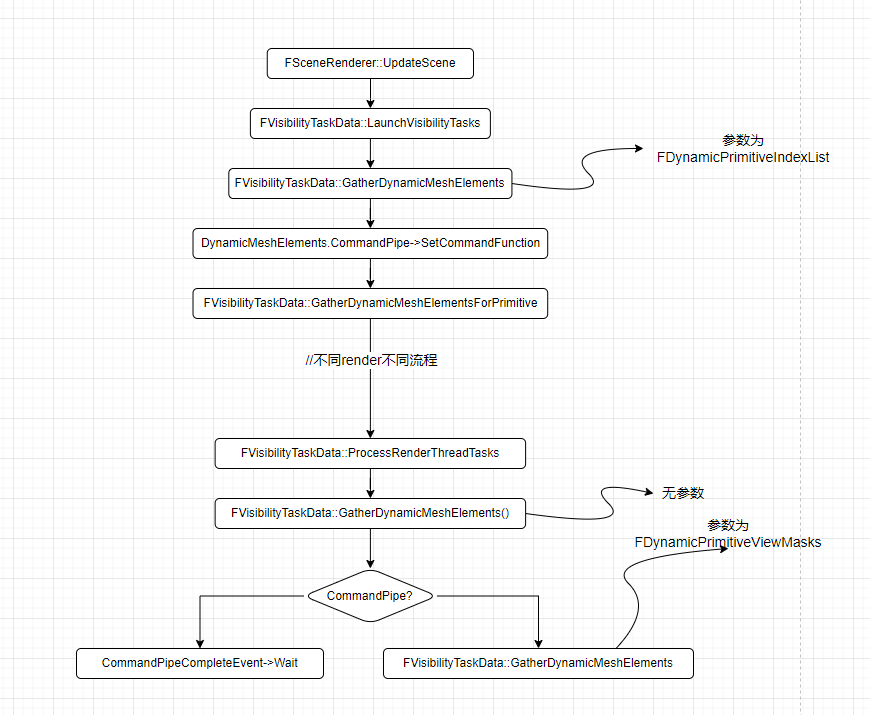 FSceneRenderer::UpdateScene
FVisibilityTaskData::LaunchVisibilityTasks
参数为
FDynamicPrimitiveIndexList
FVisibilityTaskData::GatherDynamicMeshElements
DynamicMeshElements.CommandPipe->SetCommandFunction
FVisibilityTaskData::GatherDynamicMeshElementsForPrimitive
//不同render不同流程
FVisibilityTaskData::ProcessRenderThreadTasks
无参数
FVisibilityTaskData::GatherDynamicMeshElements()
参数为
FDynamicPrimitiveViewMasks
CommandPipe?
CommandPipeCompleteEvent->Wait
FVisibilityTaskData::GatherDynamicMeshElements